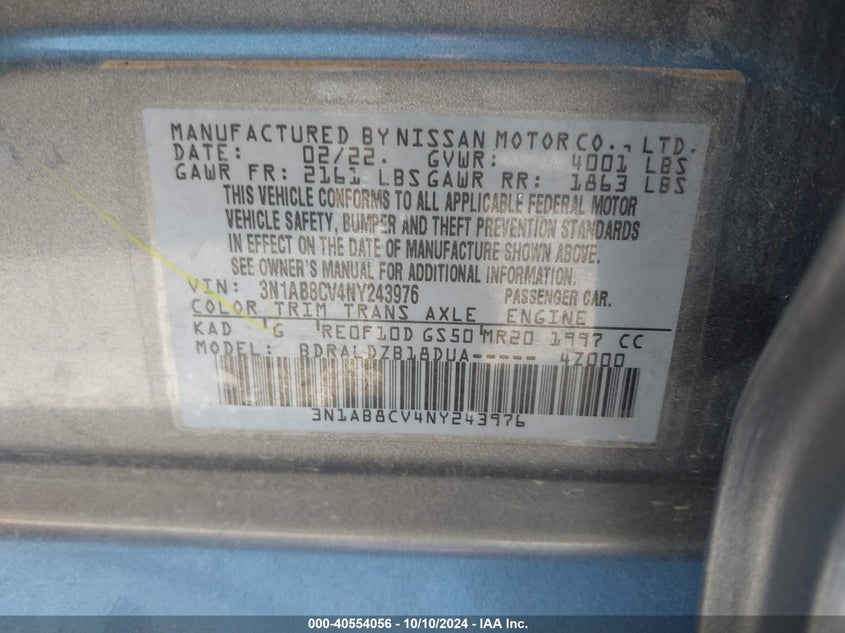 MANUFACTURED BY NISSAN MOTOR CO., LTD.
DATE: 02/22. GVWR: 4001 LBS
GAWR FR: 2161 LBS GAWR RR: 1863 LBS
THIS VEHICLE CONFORMS TO ALL APPLICABLE FEDERAL MOTOR
VEHICLE SAFETY, BUMPER AND THEFT PREVENTION STANDARDS
IN EFFECT ON THE DATE OF MANUFACTURE SHOWN ABOVE.
SEE OWNER'S MANUAL FOR ADDITIONAL INFORMATION.
VIN: 3N1AB8CV4NY243976 PASSENGER CAR.
COLOR TRIM TRANS AXLE ENGINE
KAD G RE0F10D GS50 MR20 1997 CC
MODEL: BDRALDZB18DUA----- 4Z000
3N1AB8CV4NY243976
000-40554056 - 10/10/2024 - IAA Inc.